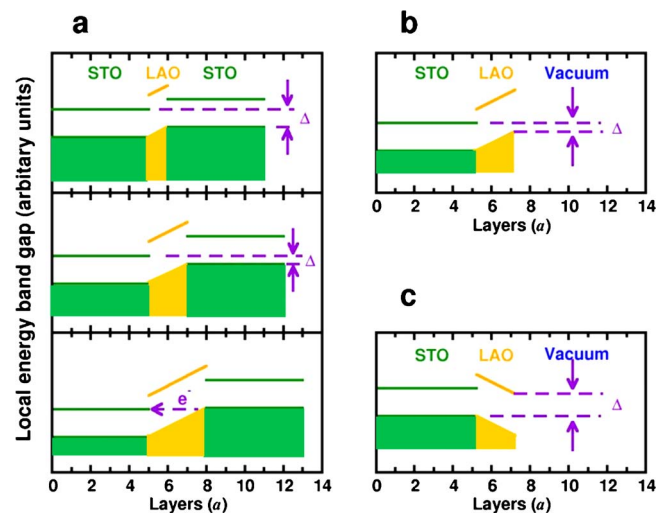 a
b
c
Local energy band gap (arbitary units)
STO LAO STO
Δ
Δ
e-
0 2 4 6 8 10 12 14
Layers (a)
STO LAO Vacuum
Δ
0 2 4 6 8 10 12 14
Layers (a)
STO LAO Vacuum
Δ
0 2 4 6 8 10 12 14
Layers (a)